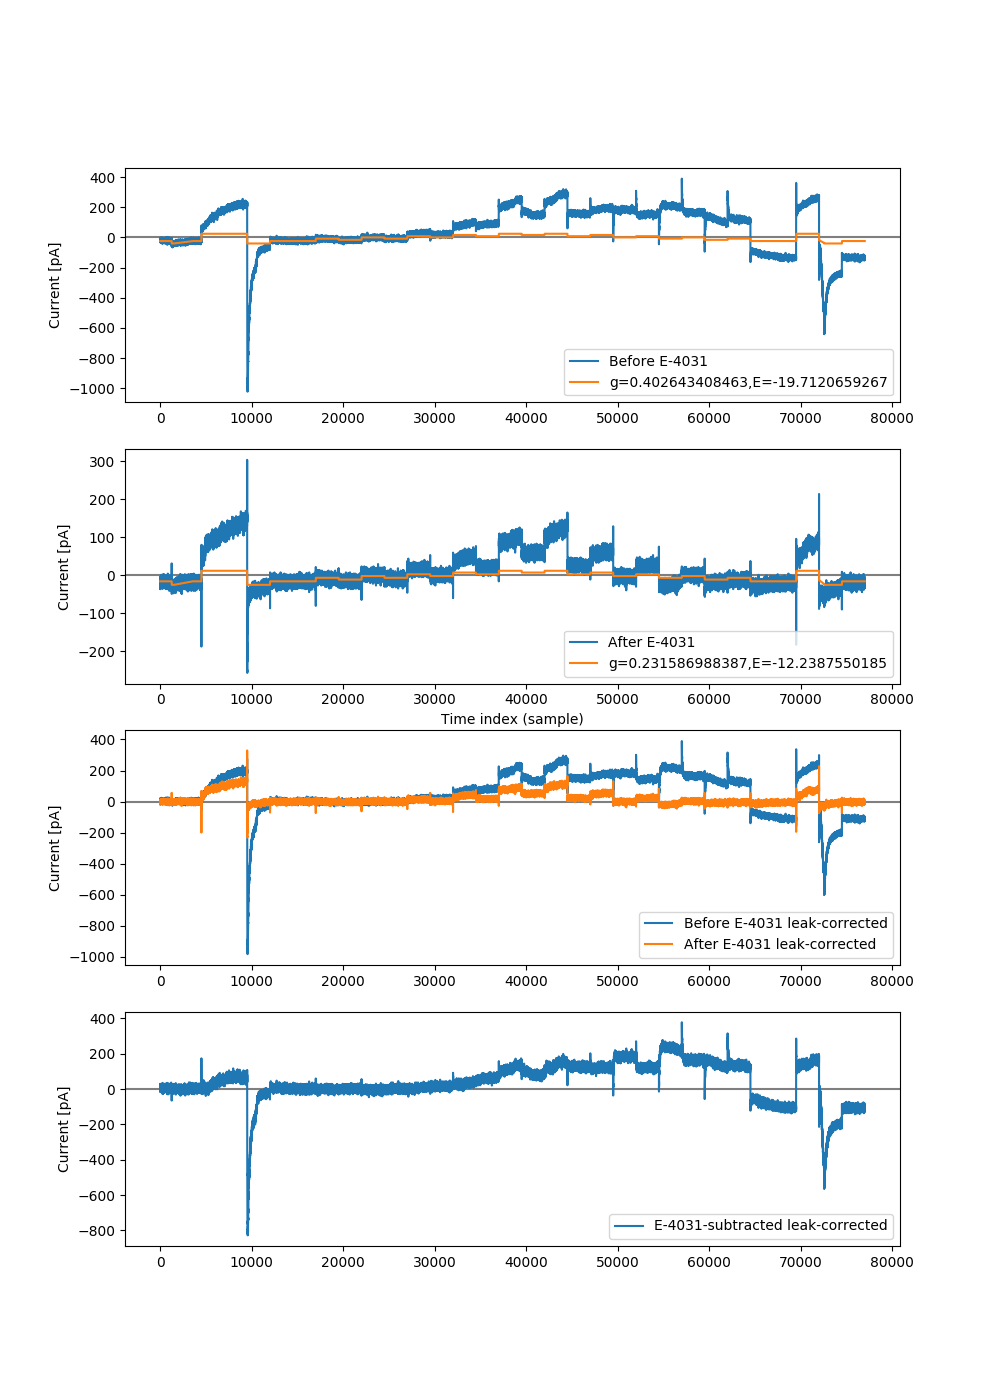 400
200
0
−200
−400
−600
−800
−1000
Current [pA]
Before E-4031
g=0.402643408463,E=-19.7120659267
0 10000 20000 30000 40000 50000 60000 70000 80000
300
200
100
0
−100
−200
Current [pA]
After E-4031
g=0.231586988387,E=-12.2387550185
0 10000 20000 30000 40000 50000 60000 70000 80000
Time index (sample)
400
200
0
−200
−400
−600
−800
−1000
Current [pA]
Before E-4031 leak-corrected
After E-4031 leak-corrected
0 10000 20000 30000 40000 50000 60000 70000 80000
400
200
0
−200
−400
−600
−800
Current [pA]
E-4031-subtracted leak-corrected
0 10000 20000 30000 40000 50000 60000 70000 80000